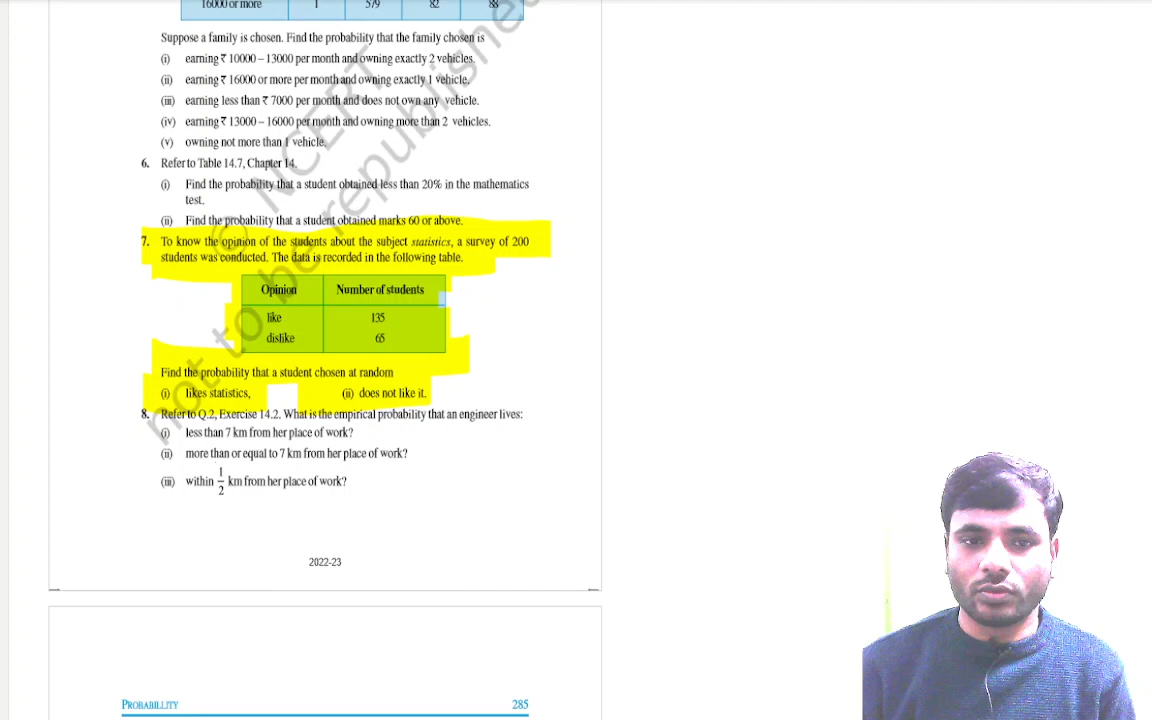 16000 or more 1 579 82 88
Suppose a family is chosen. Find the probability that the family chosen is
(i) earning ₹ 10000 – 13000 per month and owning exactly 2 vehicles.
(ii) earning ₹ 16000 or more per month and owning exactly 1 vehicle.
(iii) earning less than ₹ 7000 per month and does not own any vehicle.
(iv) earning ₹ 13000 – 16000 per month and owning more than 2 vehicles.
(v) owning not more than 1 vehicle.
6. Refer to Table 14.7, Chapter 14.
(i) Find the probability that a student obtained less than 20% in the mathematics
test.
(ii) Find the probability that a student obtained marks 60 or above.
7. To know the opinion of the students about the subject statistics, a survey of 200
students was conducted. The data is recorded in the following table.
Opinion Number of students
like 135
dislike 65
Find the probability that a student chosen at random
(i) likes statistics, (ii) does not like it.
8. Refer to Q.2, Exercise 14.2. What is the empirical probability that an engineer lives:
(i) less than 7 km from her place of work?
(ii) more than or equal to 7 km from her place of work?
(iii) within 1/2 km from her place of work?
2022-23
PROBABILITY 285
© NCERT
not to be republished